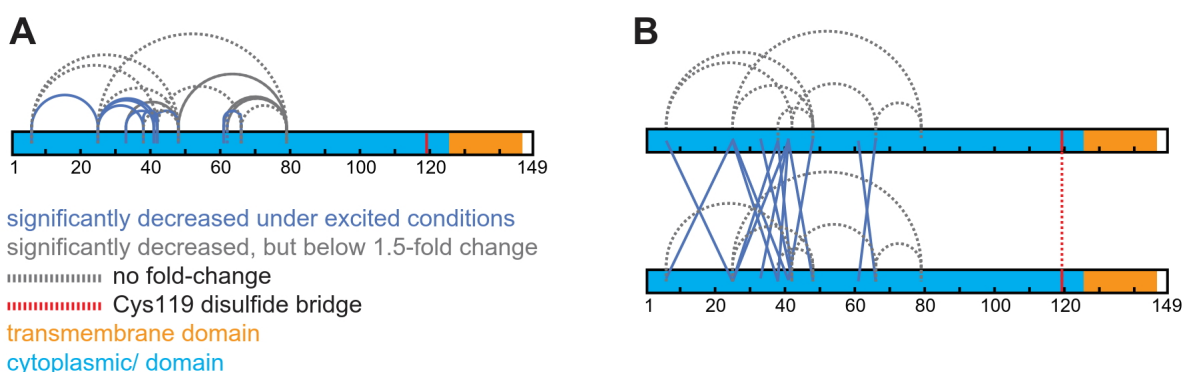 A
B
1 20 40 60 80 100 120 149
significantly decreased under excited conditions
significantly decreased, but below 1.5-fold change
no fold-change
Cys119 disulfide bridge
transmembrane domain
cytoplasmic/ domain
1 20 40 60 80 100 120 149